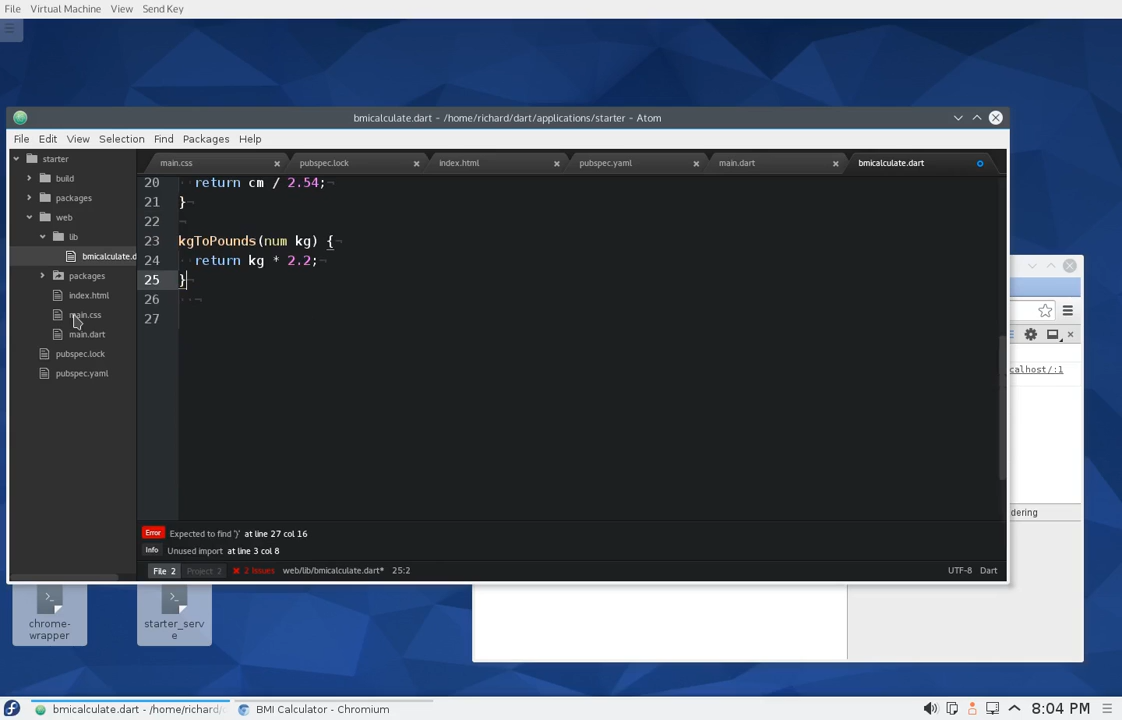 File Virtual Machine View Send Key
bmicalculate.dart - /home/richard/dart/applications/starter - Atom
File Edit View Selection Find Packages Help
starter
build
packages
web
lib
bmicalculate.d
packages
index.html
main.css
main.dart
pubspec.lock
pubspec.yaml
main.css pubspec.lock index.html pubspec.yaml main.dart bmicalculate.dart
20 return cm / 2.54;¬
21 }¬
22 ¬
23 kgToPounds(num kg) {¬
24 return kg * 2.2;¬
25 }¬
26 ¬
27
Error Expected to find '}' at line 27 col 16
Info Unused import at line 3 col 8
File 2 Project 2 2 Issues web/lib/bmicalculate.dart* 25:2 UTF-8 Dart
calhost/:1
dering
chrome-
wrapper
starter_serv
e
bmicalculate.dart - /home/richard/ BMI Calculator - Chromium 8:04 PM